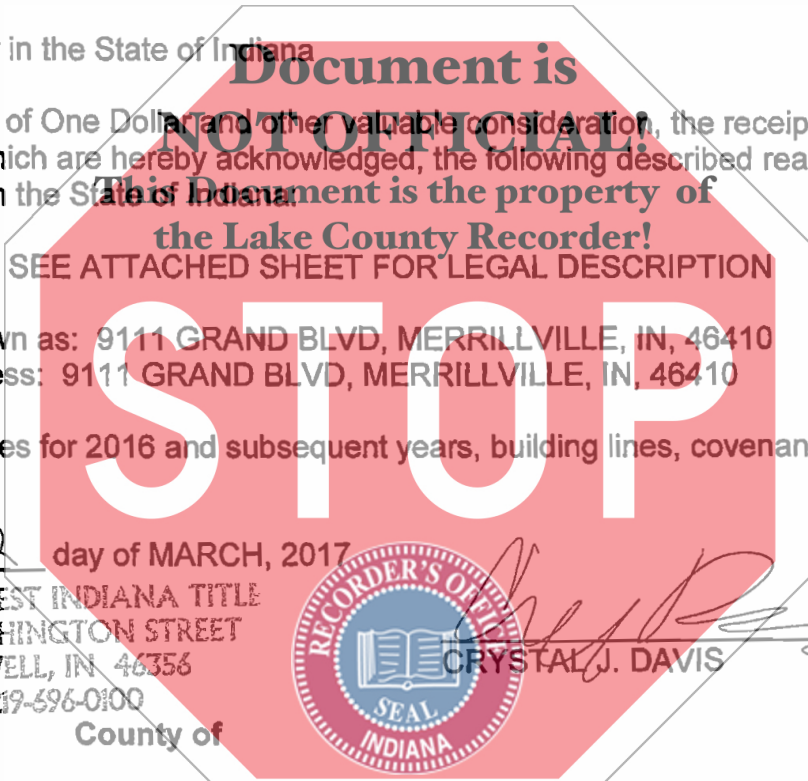 in the State of Indiana
Document is
of One Dollar and other valuable consideration, the receip
NOT OFFICIAL!
ich are hereby acknowledged, the following described rea
the State of Indiana:
This Document is the property of
the Lake County Recorder!
SEE ATTACHED SHEET FOR LEGAL DESCRIPTION
wn as: 9111 GRAND BLVD, MERRILLVILLE, IN, 46410
ess: 9111 GRAND BLVD, MERRILLVILLE, IN, 46410
STOP
es for 2016 and subsequent years, building lines, covenan
day of MARCH, 2017
EST INDIANA TITLE
HINGTON STREET
ELL, IN 46356
19-696-0100
RECORDER'S OFFICE
SEAL
INDIANA
CRYSTAL J. DAVIS
County of